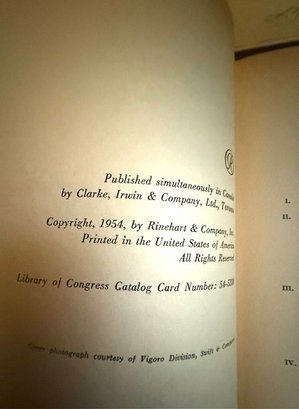 Published simultaneously in Canada
by Clarke, Irwin & Company, Ltd., Toronto
Copyright, 1954, by Rinehart & Company, Inc.
Printed in the United States of America
All Rights Reserved
Library of Congress Catalog Card Number:
Cover photograph courtesy of Vigoro Division, Swift & Company
I.
II.
III.
IV.